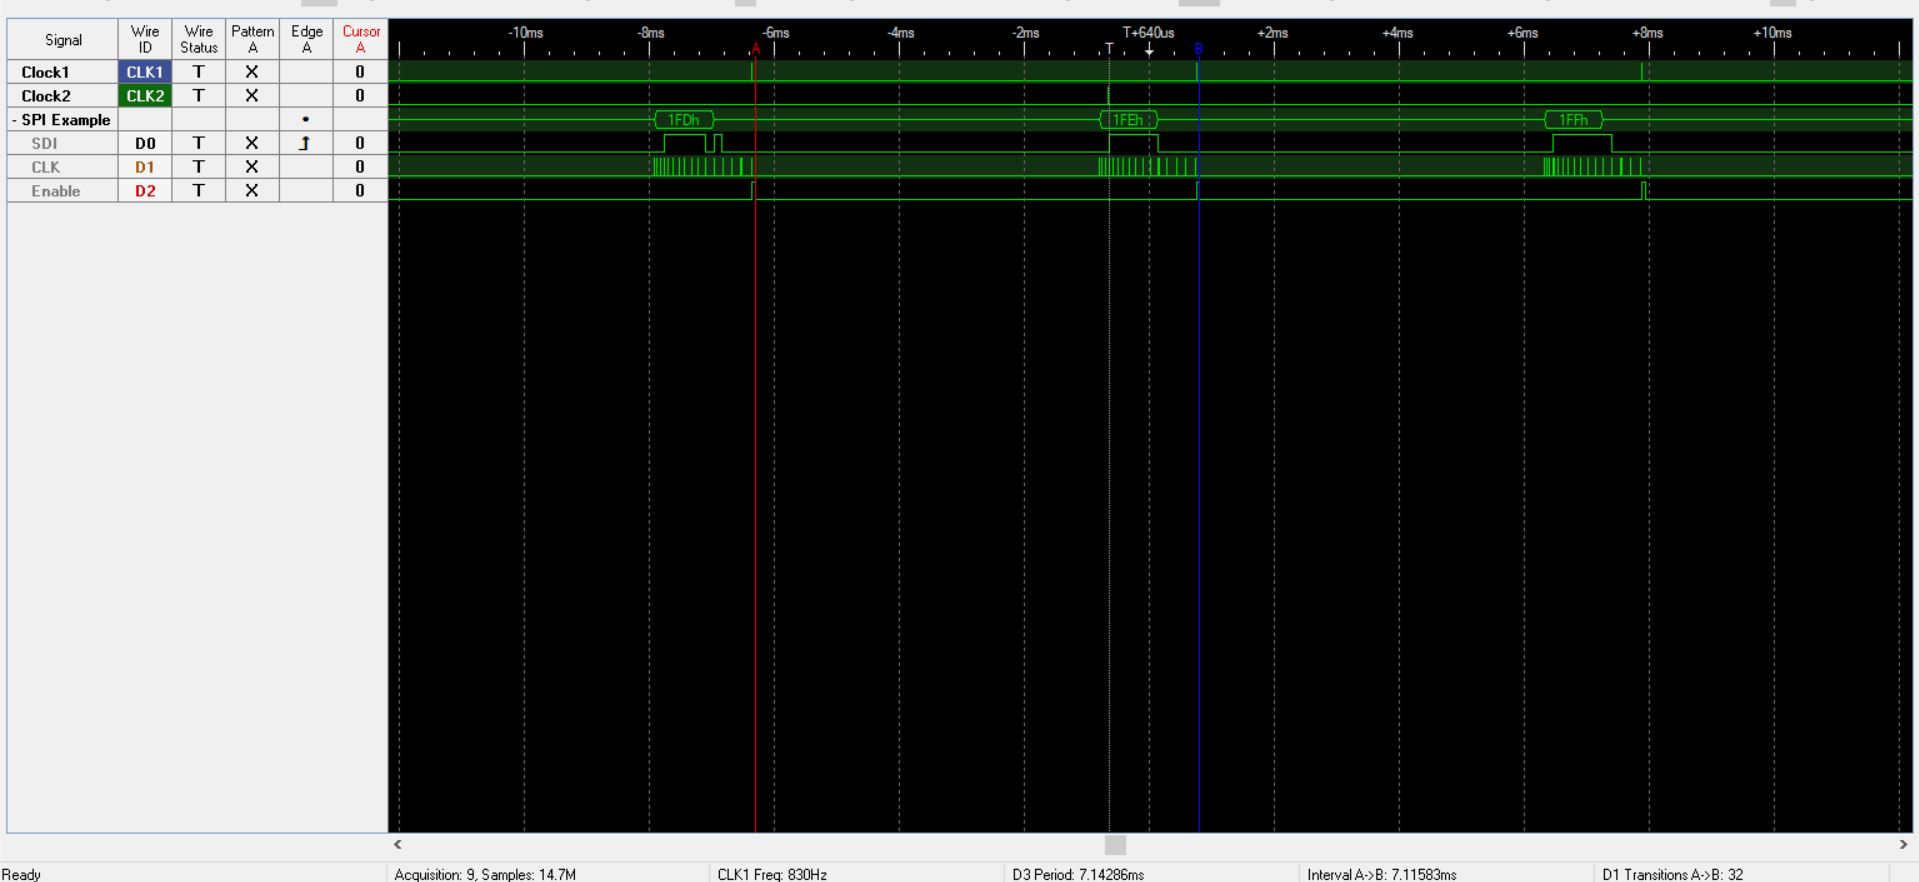 Signal Wire ID Wire Status Pattern A Edge A Cursor A -10ms -8ms -6ms -4ms -2ms T+640us +2ms +4ms +6ms +8ms +10ms
A T B
Clock1 CLK1 T X 0
Clock2 CLK2 T X 0
- SPI Example 0 1FDh 1FEh 1FFh
SDI D0 T X 0
CLK D1 T X 0
Enable D2 T X 0
Ready Acquisition: 9, Samples: 14.7M CLK1 Freq: 830Hz D3 Period: 7.14286ms Interval A->B: 7.11583ms D1 Transitions A->B: 32